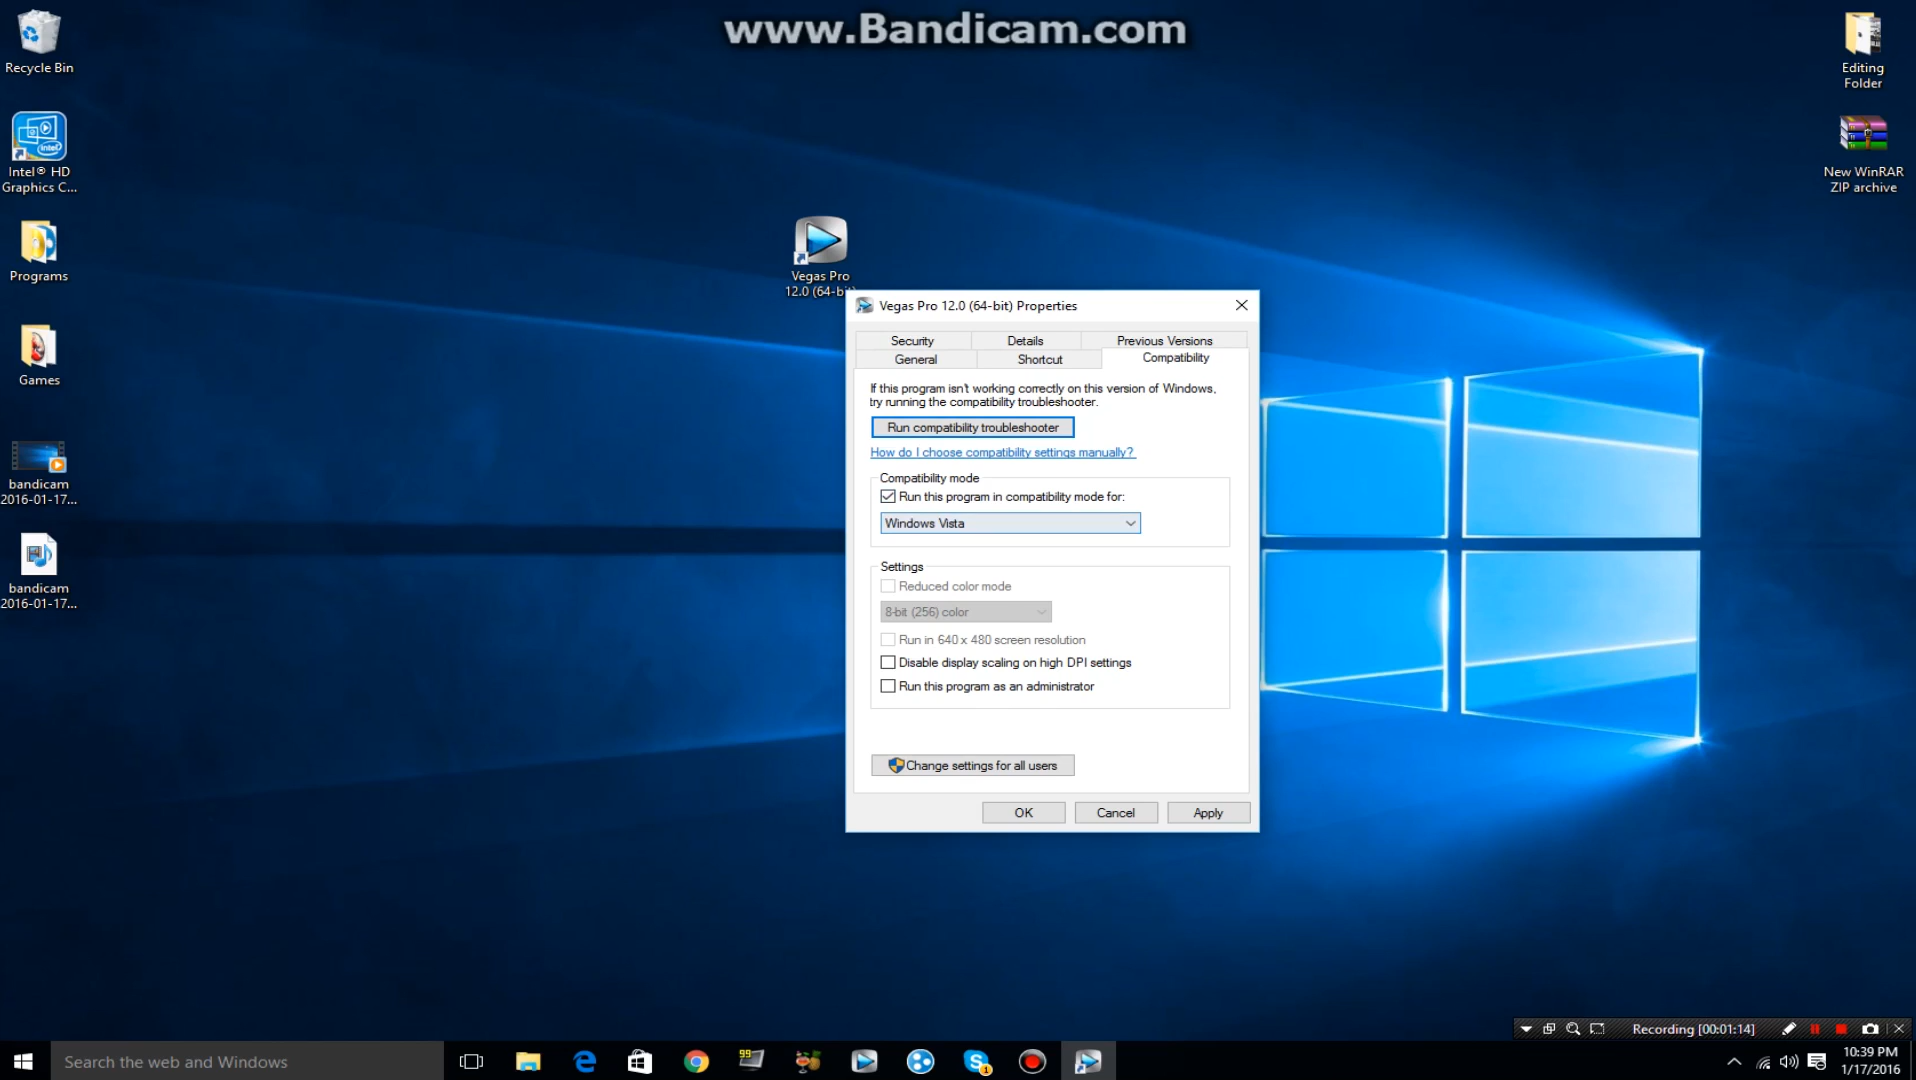 www.Bandicam.com
Recycle Bin
Intel® HD
Graphics C...
Programs
Games
bandicam
2016-01-17...
bandicam
2016-01-17...
Editing
Folder
New WinRAR
ZIP archive
Vegas Pro
12.0 (64-bit)
Vegas Pro 12.0 (64-bit) Properties
Security
Details
Previous Versions
General
Shortcut
Compatibility
If this program isn't working correctly on this version of Windows,
try running the compatibility troubleshooter.
Run compatibility troubleshooter
How do I choose compatibility settings manually?
Compatibility mode
Run this program in compatibility mode for:
Windows Vista
Settings
Reduced color mode
8-bit (256) color
Run in 640 x 480 screen resolution
Disable display scaling on high DPI settings
Run this program as an administrator
Change settings for all users
OK
Cancel
Apply
Recording [00:01:14]
Search the web and Windows
99
1
10:39 PM
1/17/2016